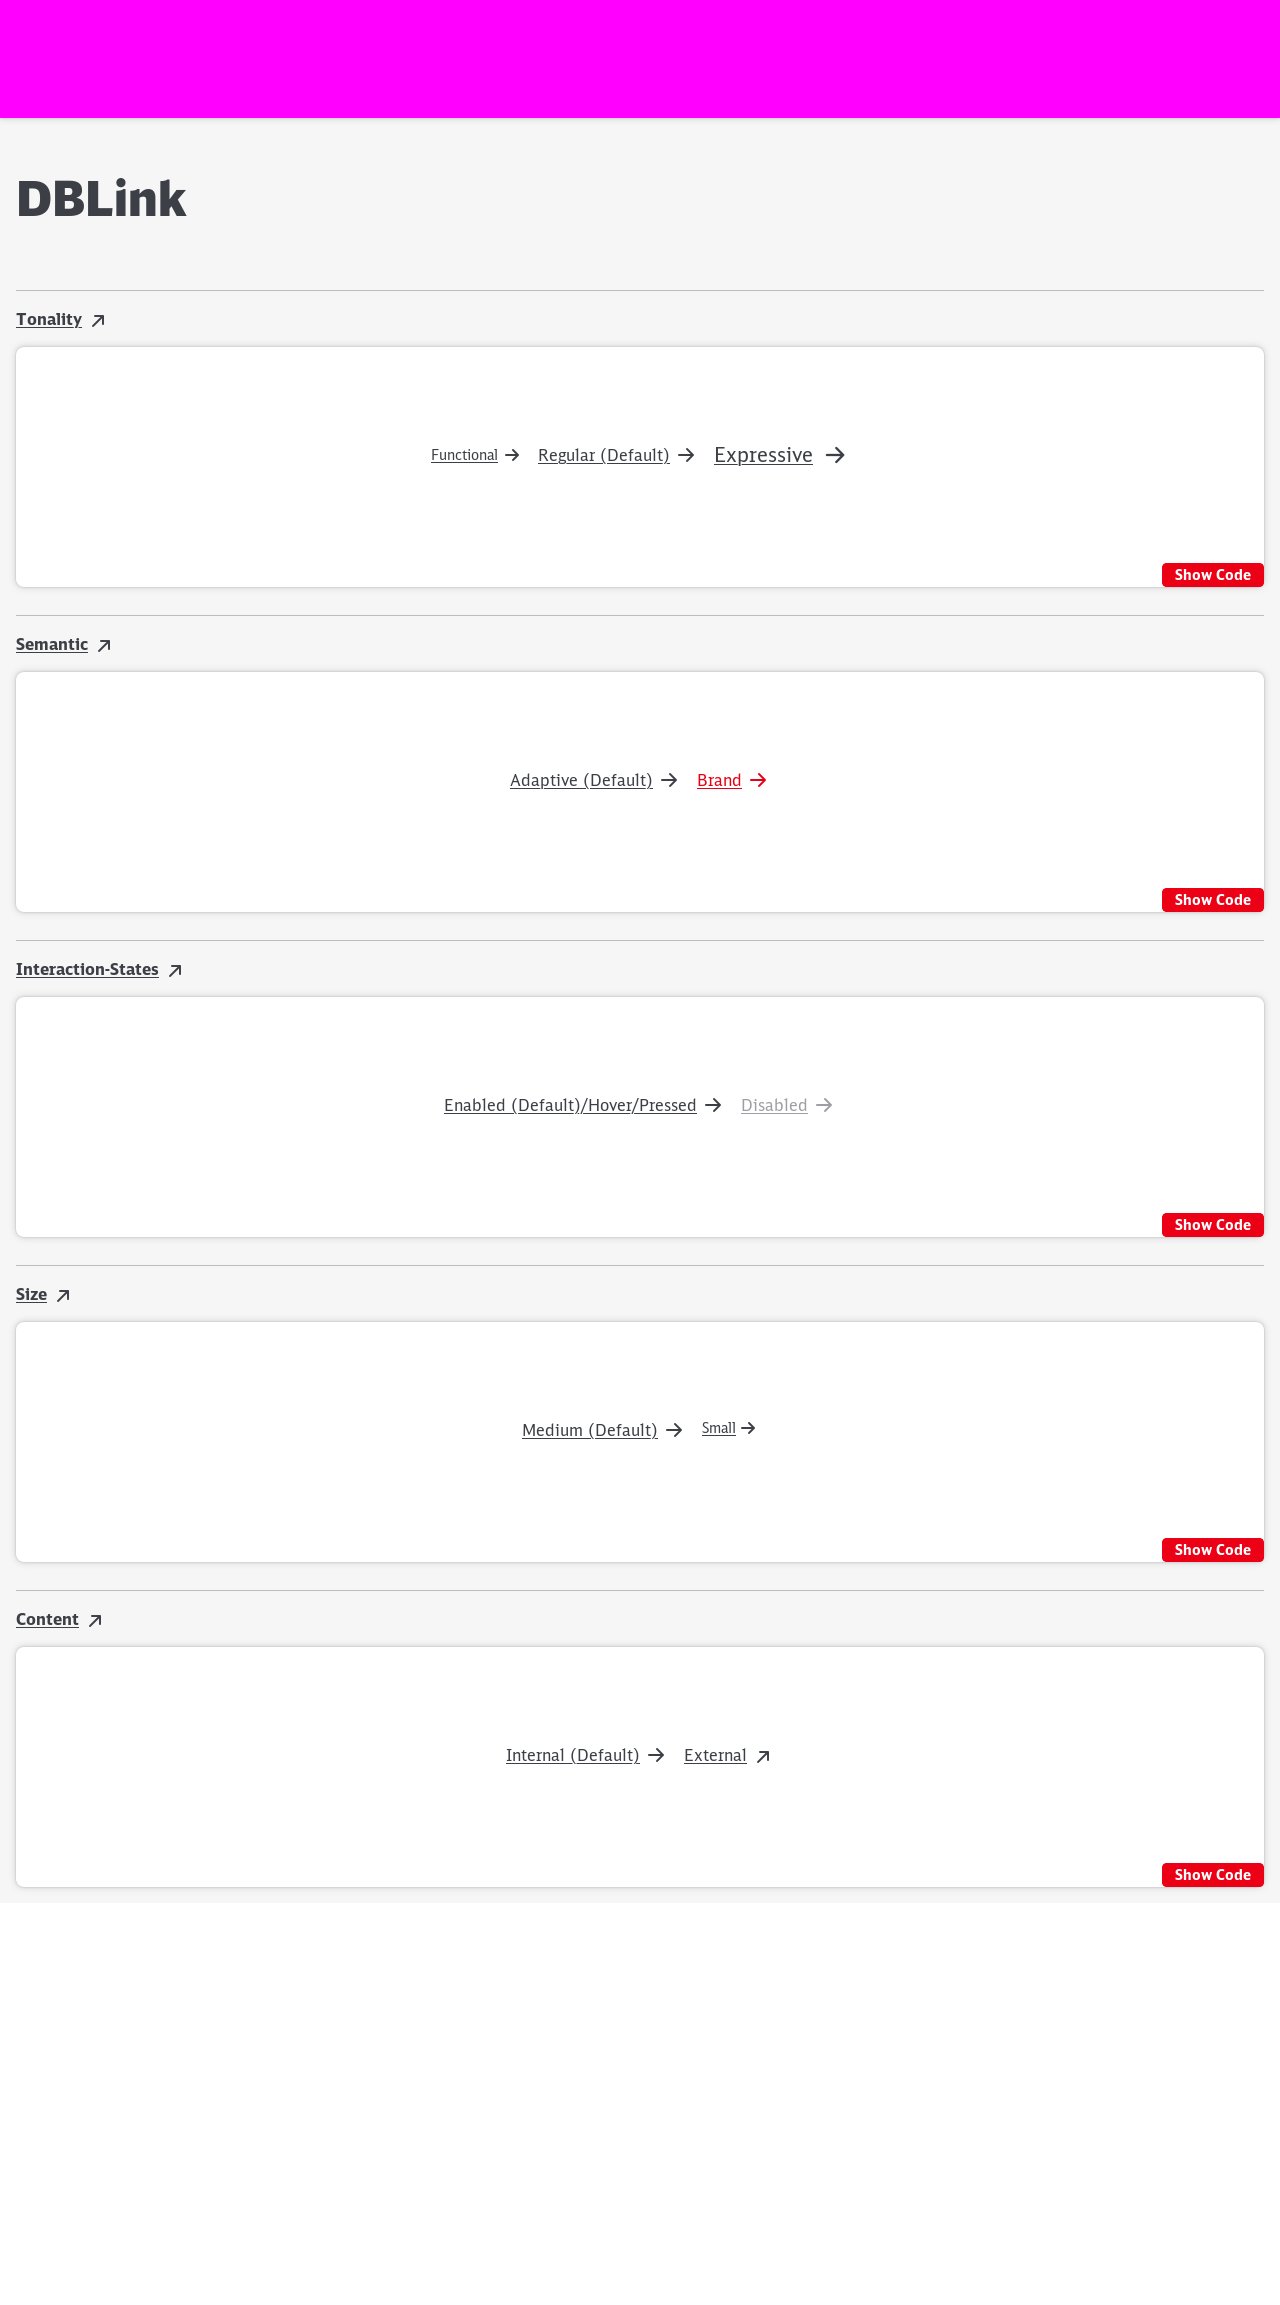 DBLink
Tonality
Functional Regular (Default) Expressive
Show Code
Semantic
Adaptive (Default) Brand
Show Code
Interaction-States
Enabled (Default)/Hover/Pressed Disabled
Show Code
Size
Medium (Default) Small
Show Code
Content
Internal (Default) External
Show Code